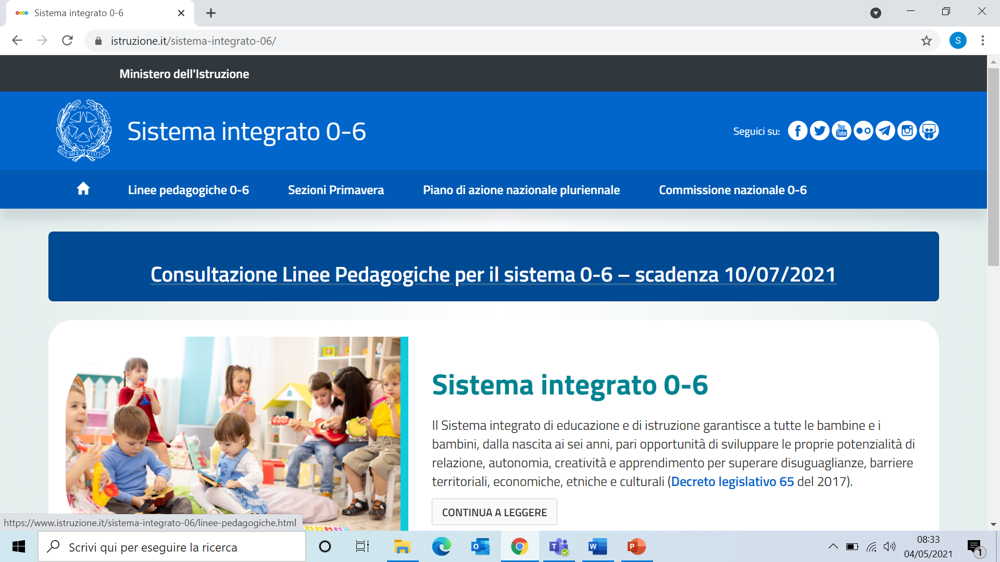 Sistema integrato 0-6
istruzione.it/sistema-integrato-06/
S
Ministero dell'Istruzione
REPVBBLICA ITALIANA
Sistema integrato 0-6
Seguici su:
You
Tube
Linee pedagogiche 0-6
Sezioni Primavera
Piano di azione nazionale pluriennale
Commissione nazionale 0-6
Consultazione Linee Pedagogiche per il sistema 0-6 – scadenza 10/07/2021
Sistema integrato 0-6
Il Sistema integrato di educazione e di istruzione garantisce a tutte le bambine e i
bambini, dalla nascita ai sei anni, pari opportunità di sviluppare le proprie potenzialità di
relazione, autonomia, creatività e apprendimento per superare disuguaglianze, barriere
territoriali, economiche, etniche e culturali (Decreto legislativo 65 del 2017).
CONTINUA A LEGGERE
https://www.istruzione.it/sistema-integrato-06/linee-pedagogiche.html
Scrivi qui per eseguire la ricerca
O
T
W
P
08:33
04/05/2021
1